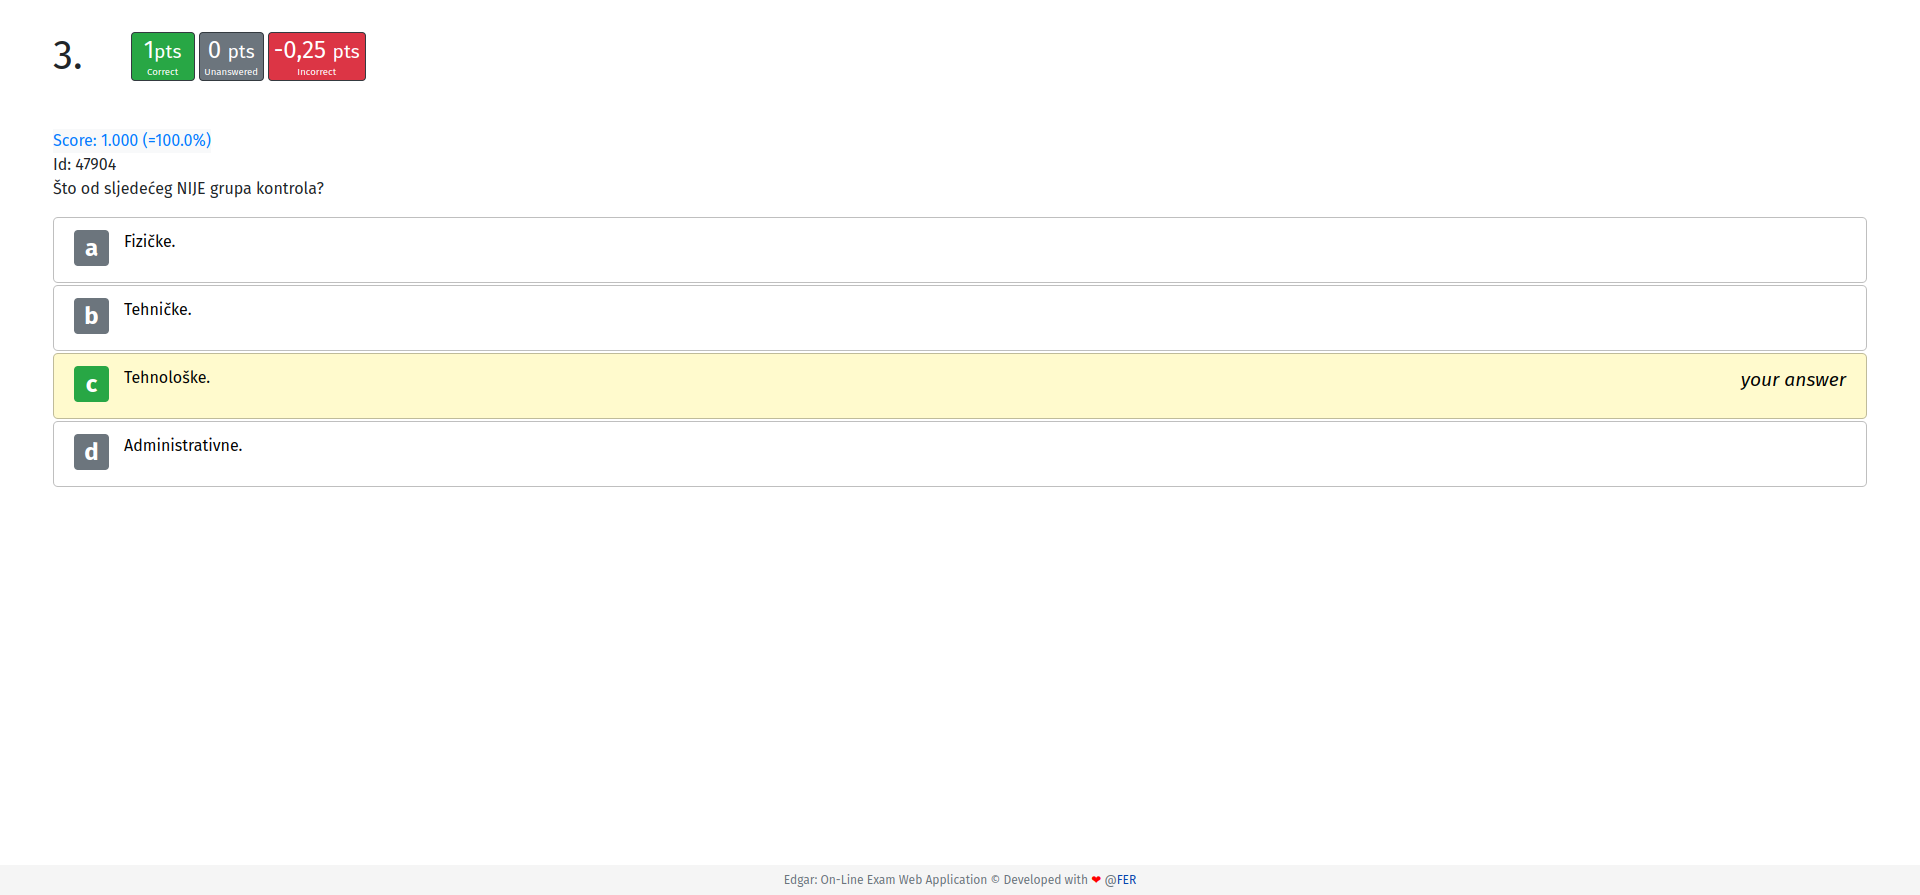 3.
1pts
Correct
0 pts
Unanswered
-0,25 pts
Incorrect
Score: 1.000 (=100.0%)
Id: 47904
Što od sljedećeg NIJE grupa kontrola?
a Fizičke.
b Tehničke.
c Tehnološke. your answer
d Administrativne.
Edgar: On-Line Exam Web Application © Developed with ❤ @FER